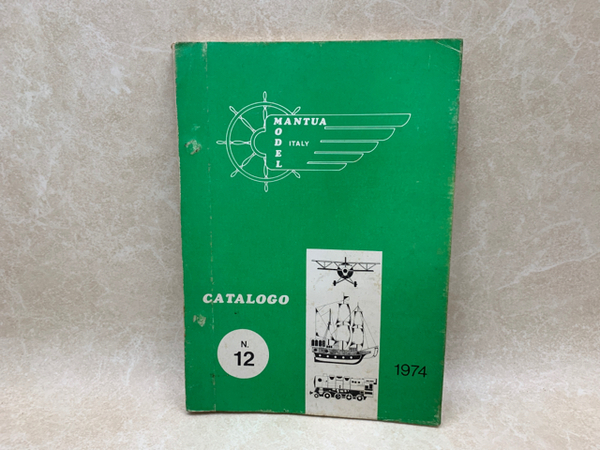 MANTUA
MODEL
ITALY
CATALOGO
N.
12
1974